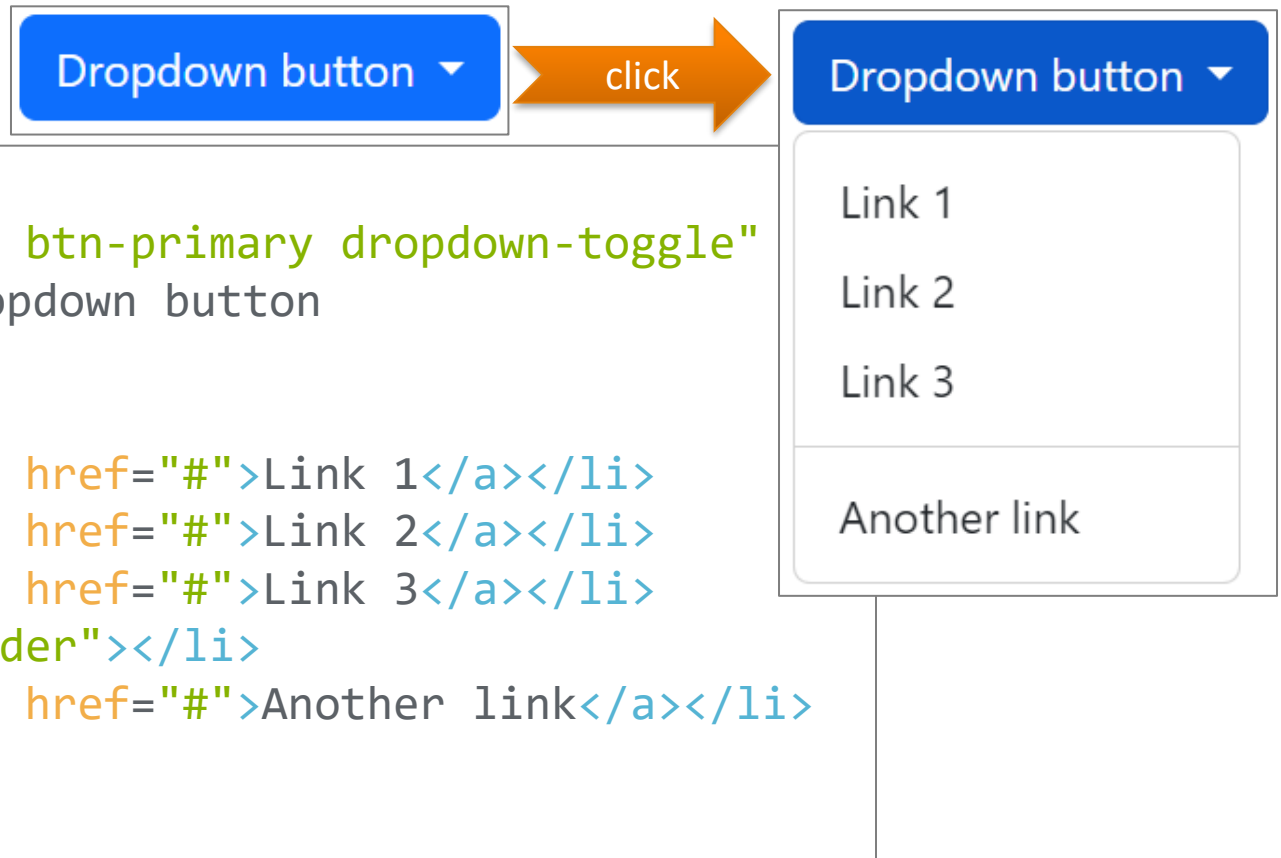 Dropdown button
click
Dropdown button
Link 1
Link 2
Link 3
Another link
btn-primary dropdown-toggle"
opdown button
href="#">Link 1</a></li>
href="#">Link 2</a></li>
href="#">Link 3</a></li>
der"></li>
href="#">Another link</a></li>